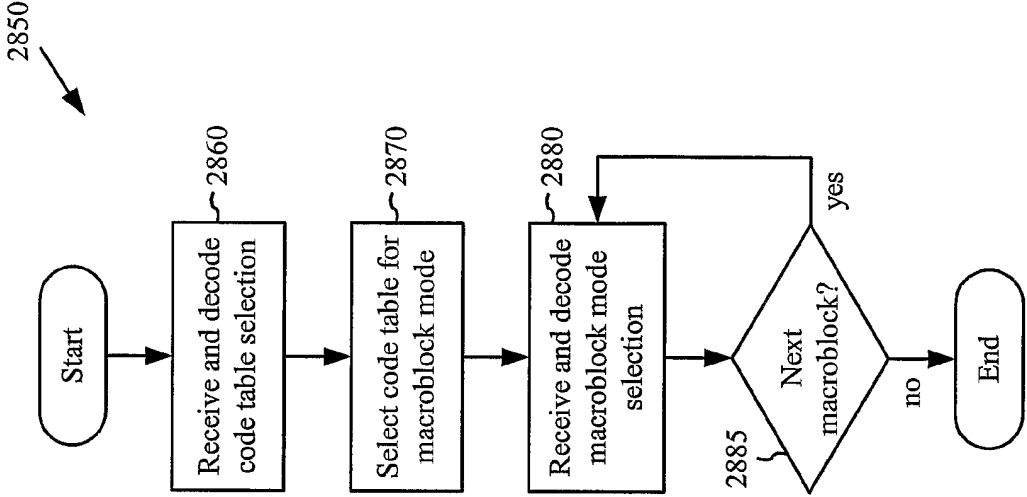 2850
Start
Receive and decode
code table selection
2860
Select code table for
macroblock mode
2870
Receive and decode
macroblock mode
selection
2880
Next
macroblock?
2885
yes
no
End